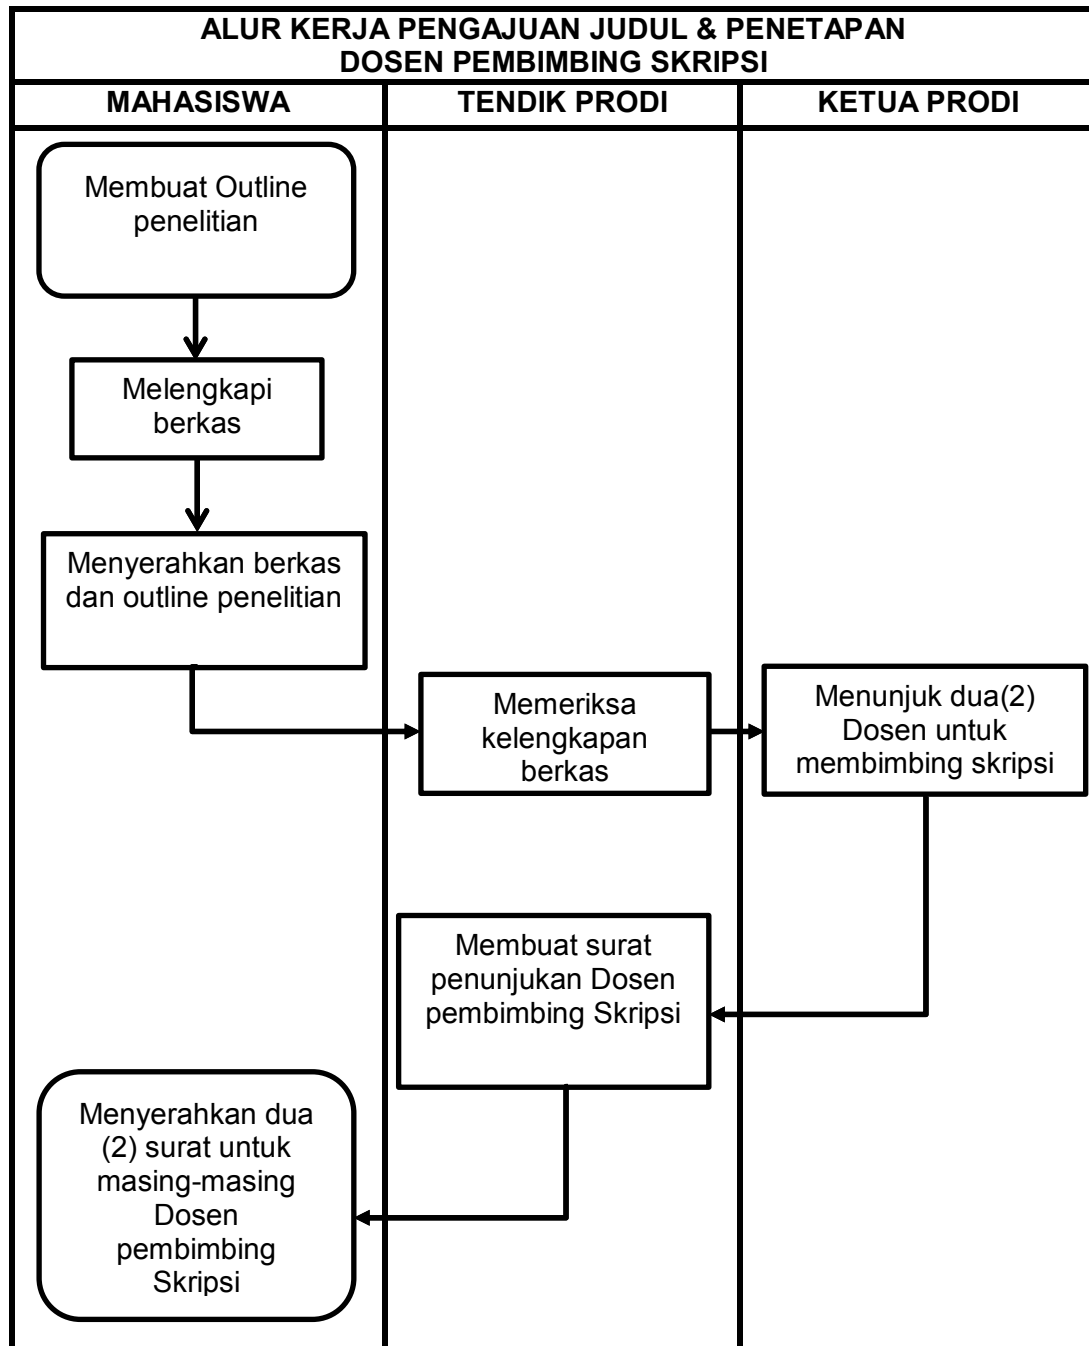 ALUR KERJA PENGAJUAN JUDUL & PENETAPAN
DOSEN PEMBIMBING SKRIPSI
MAHASISWA
TENDIK PRODI
KETUA PRODI
Membuat Outline
penelitian
Melengkapi
berkas
Menyerahkan berkas
dan outline penelitian
Memeriksa
kelengkapan
berkas
Menunjuk dua(2)
Dosen untuk
membimbing skripsi
Membuat surat
penunjukan Dosen
pembimbing Skripsi
Menyerahkan dua
(2) surat untuk
masing-masing
Dosen
pembimbing
Skripsi